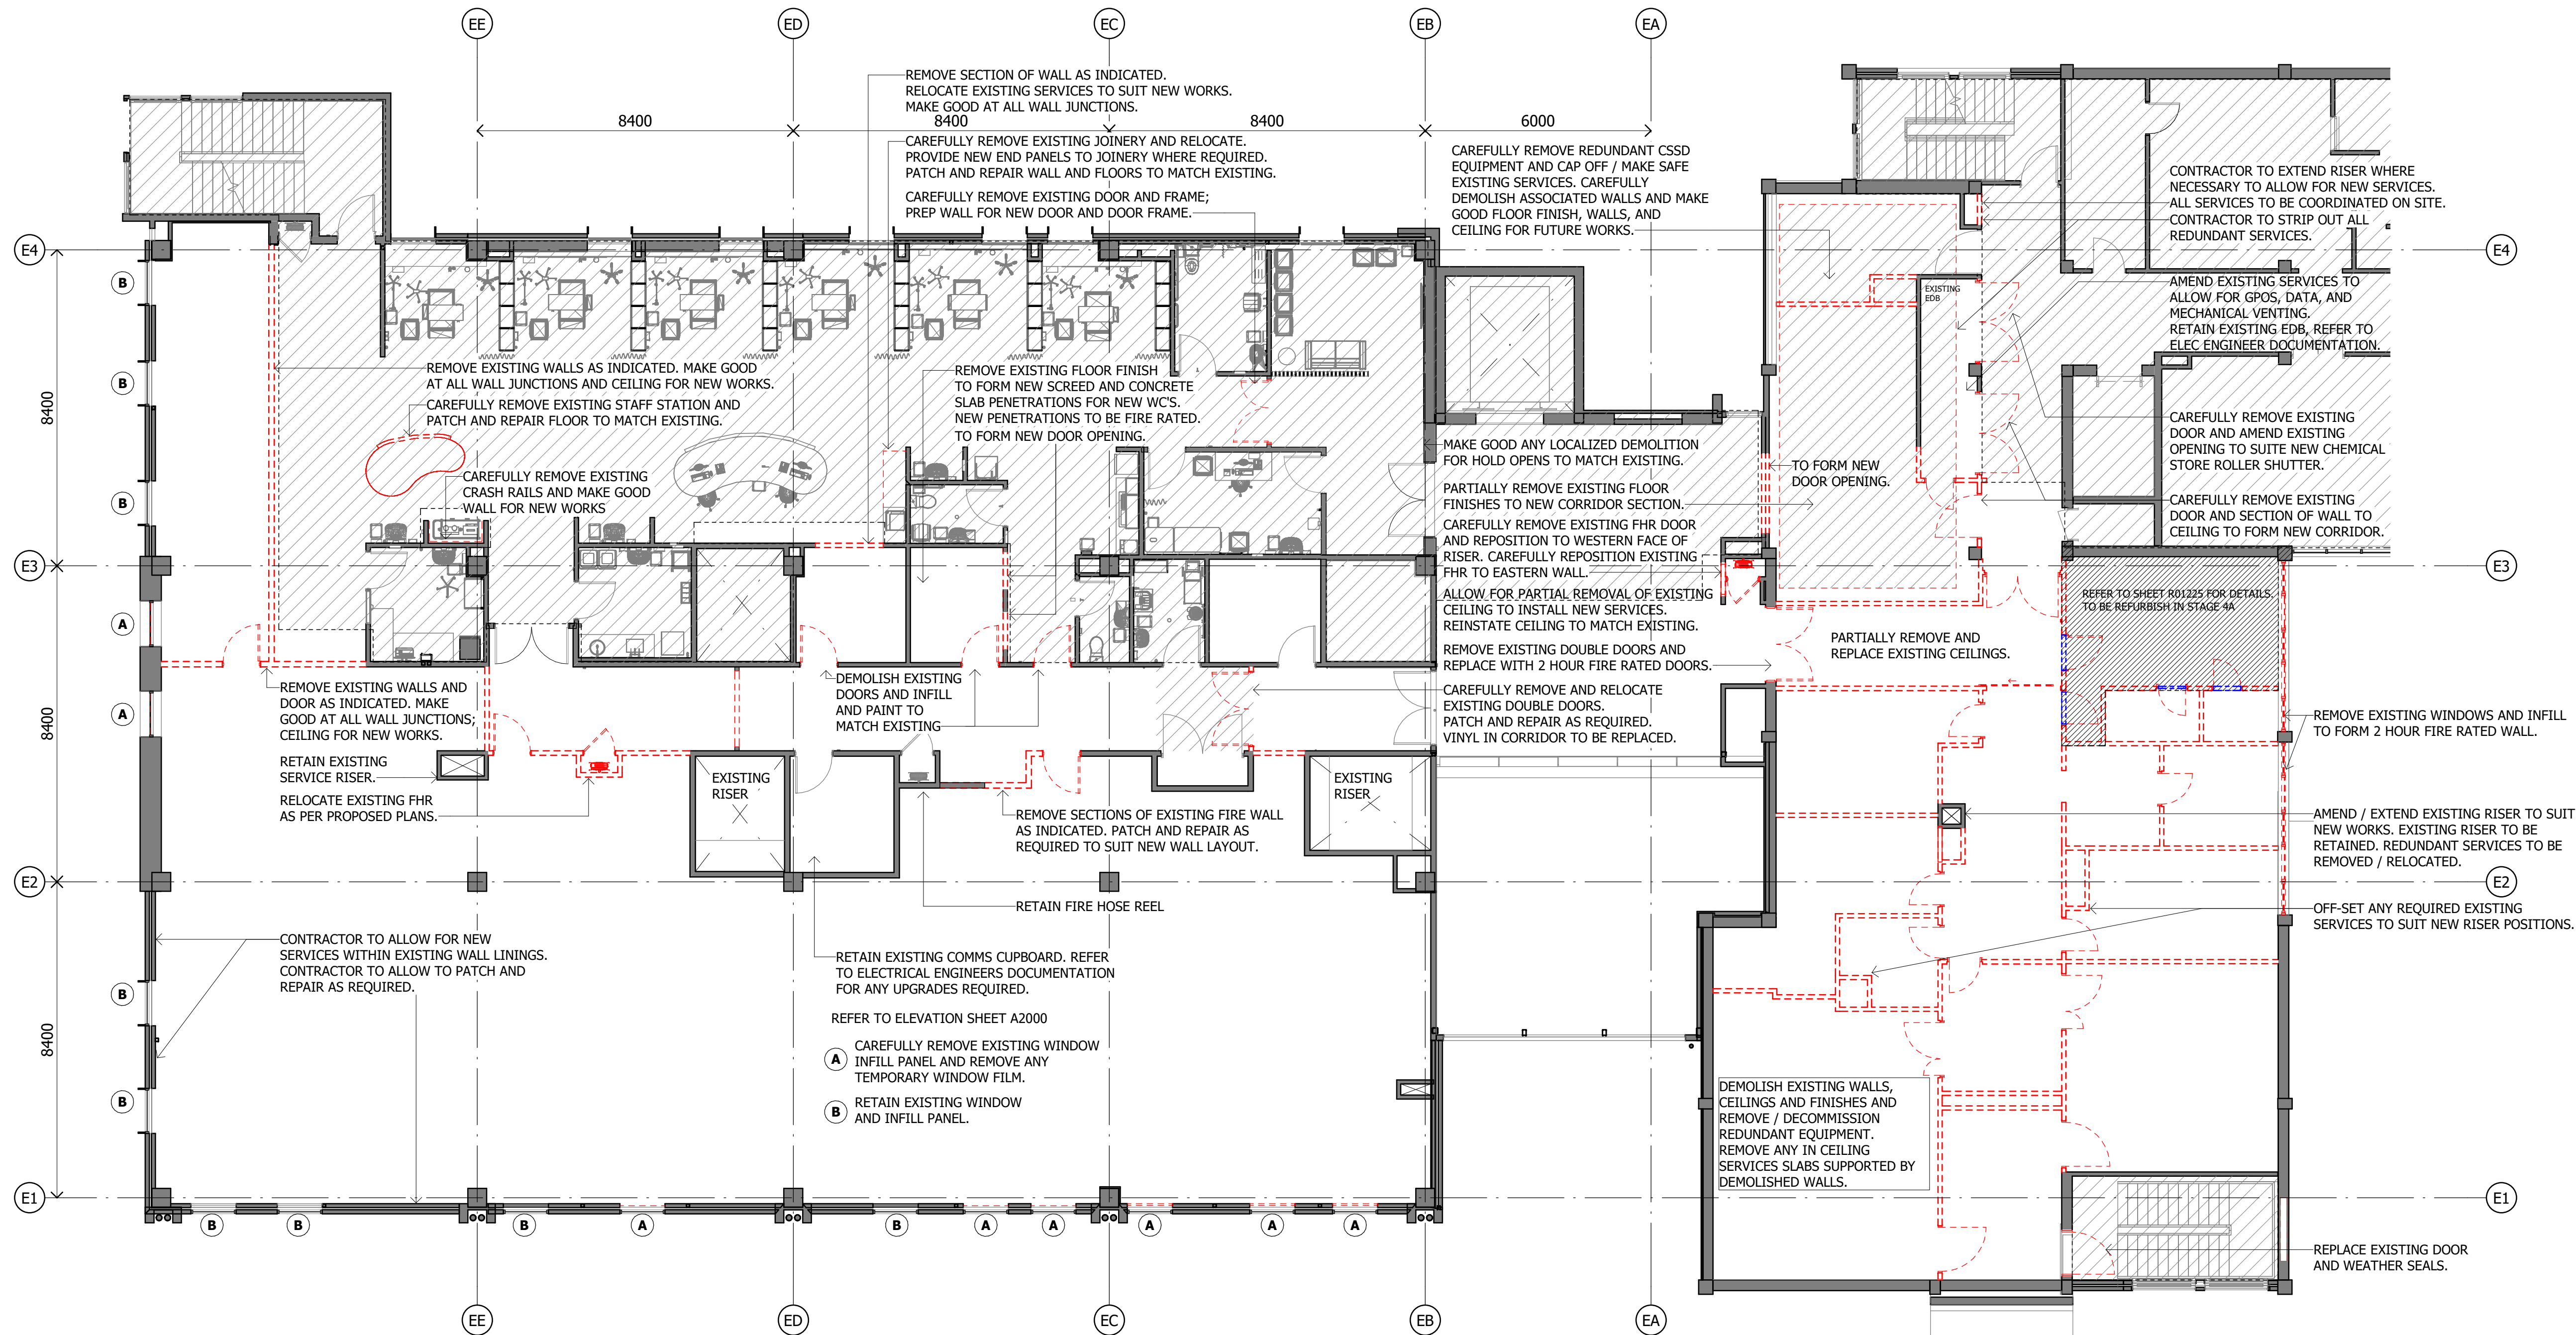 EE
ED
EC
EB
EA
8400
8400
8400
6000
REMOVE SECTION OF WALL AS INDICATED.
RELOCATE EXISTING SERVICES TO SUIT NEW WORKS.
MAKE GOOD AT ALL WALL JUNCTIONS.
CAREFULLY REMOVE EXISTING JOINERY AND RELOCATE.
PROVIDE NEW END PANELS TO JOINERY WHERE REQUIRED.
PATCH AND REPAIR WALL AND FLOORS TO MATCH EXISTING.
CAREFULLY REMOVE EXISTING DOOR AND FRAME;
PREP WALL FOR NEW DOOR AND DOOR FRAME.
CAREFULLY REMOVE REDUNDANT CSSD
EQUIPMENT AND CAP OFF / MAKE SAFE
EXISTING SERVICES. CAREFULLY
DEMOLISH ASSOCIATED WALLS AND MAKE
GOOD FLOOR FINISH, WALLS, AND
CEILING FOR FUTURE WORKS.
CONTRACTOR TO EXTEND RISER WHERE
NECESSARY TO ALLOW FOR NEW SERVICES.
ALL SERVICES TO BE COORDINATED ON SITE.
CONTRACTOR TO STRIP OUT ALL
REDUNDANT SERVICES.
E4
E4
AMEND EXISTING SERVICES TO
ALLOW FOR GPOS, DATA, AND
MECHANICAL VENTING.
RETAIN EXISTING EDB, REFER TO
ELEC ENGINEER DOCUMENTATION.
EXISTING
EDB
B
B
B
8400
REMOVE EXISTING WALLS AS INDICATED. MAKE GOOD
AT ALL WALL JUNCTIONS AND CEILING FOR NEW WORKS.
CAREFULLY REMOVE EXISTING STAFF STATION AND
PATCH AND REPAIR FLOOR TO MATCH EXISTING.
CAREFULLY REMOVE EXISTING
CRASH RAILS AND MAKE GOOD
WALL FOR NEW WORKS
REMOVE EXISTING FLOOR FINISH
TO FORM NEW SCREED AND CONCRETE
SLAB PENETRATIONS FOR NEW WC'S.
NEW PENETRATIONS TO BE FIRE RATED.
TO FORM NEW DOOR OPENING.
MAKE GOOD ANY LOCALIZED DEMOLITION
FOR HOLD OPENS TO MATCH EXISTING.
PARTIALLY REMOVE EXISTING FLOOR
FINISHES TO NEW CORRIDOR SECTION.
CAREFULLY REMOVE EXISTING FHR DOOR
AND REPOSITION TO WESTERN FACE OF
RISER. CAREFULLY REPOSITION EXISTING
FHR TO EASTERN WALL.
ALLOW FOR PARTIAL REMOVAL OF EXISTING
CEILING TO INSTALL NEW SERVICES.
REINSTATE CEILING TO MATCH EXISTING.
REMOVE EXISTING DOUBLE DOORS AND
REPLACE WITH 2 HOUR FIRE RATED DOORS.
CAREFULLY REMOVE AND RELOCATE
EXISTING DOUBLE DOORS.
PATCH AND REPAIR AS REQUIRED.
VINYL IN CORRIDOR TO BE REPLACED.
TO FORM NEW
DOOR OPENING.
CAREFULLY REMOVE EXISTING
DOOR AND AMEND EXISTING
OPENING TO SUITE NEW CHEMICAL
STORE ROLLER SHUTTER.
CAREFULLY REMOVE EXISTING
DOOR AND SECTION OF WALL TO
CEILING TO FORM NEW CORRIDOR.
E3
E3
A
A
8400
REFER TO SHEET R01225 FOR DETAILS.
TO BE REFURBISH IN STAGE 4A
PARTIALLY REMOVE AND
REPLACE EXISTING CEILINGS.
REMOVE EXISTING WALLS AND
DOOR AS INDICATED. MAKE
GOOD AT ALL WALL JUNCTIONS;
CEILING FOR NEW WORKS.
RETAIN EXISTING
SERVICE RISER.
RELOCATE EXISTING FHR
AS PER PROPOSED PLANS.
DEMOLISH EXISTING
DOORS AND INFILL
AND PAINT TO
MATCH EXISTING
EXISTING
RISER
EXISTING
RISER
REMOVE SECTIONS OF EXISTING FIRE WALL
AS INDICATED. PATCH AND REPAIR AS
REQUIRED TO SUIT NEW WALL LAYOUT.
REMOVE EXISTING WINDOWS AND INFILL
TO FORM 2 HOUR FIRE RATED WALL.
AMEND / EXTEND EXISTING RISER TO SUIT
NEW WORKS. EXISTING RISER TO BE
RETAINED. REDUNDANT SERVICES TO BE
REMOVED / RELOCATED.
E2
E2
RETAIN FIRE HOSE REEL
OFF-SET ANY REQUIRED EXISTING
SERVICES TO SUIT NEW RISER POSITIONS.
B
B
8400
CONTRACTOR TO ALLOW FOR NEW
SERVICES WITHIN EXISTING WALL LININGS.
CONTRACTOR TO ALLOW TO PATCH AND
REPAIR AS REQUIRED.
RETAIN EXISTING COMMS CUPBOARD. REFER
TO ELECTRICAL ENGINEERS DOCUMENTATION
FOR ANY UPGRADES REQUIRED.
REFER TO ELEVATION SHEET A2000
A
CAREFULLY REMOVE EXISTING WINDOW
INFILL PANEL AND REMOVE ANY
TEMPORARY WINDOW FILM.
B
RETAIN EXISTING WINDOW
AND INFILL PANEL.
DEMOLISH EXISTING WALLS,
CEILINGS AND FINISHES AND
REMOVE / DECOMMISSION
REDUNDANT EQUIPMENT.
REMOVE ANY IN CEILING
SERVICES SLABS SUPPORTED BY
DEMOLISHED WALLS.
E1
E1
B
B
B
A
B
A
A
A
A
A
REPLACE EXISTING DOOR
AND WEATHER SEALS.
EE
ED
EC
EB
EA